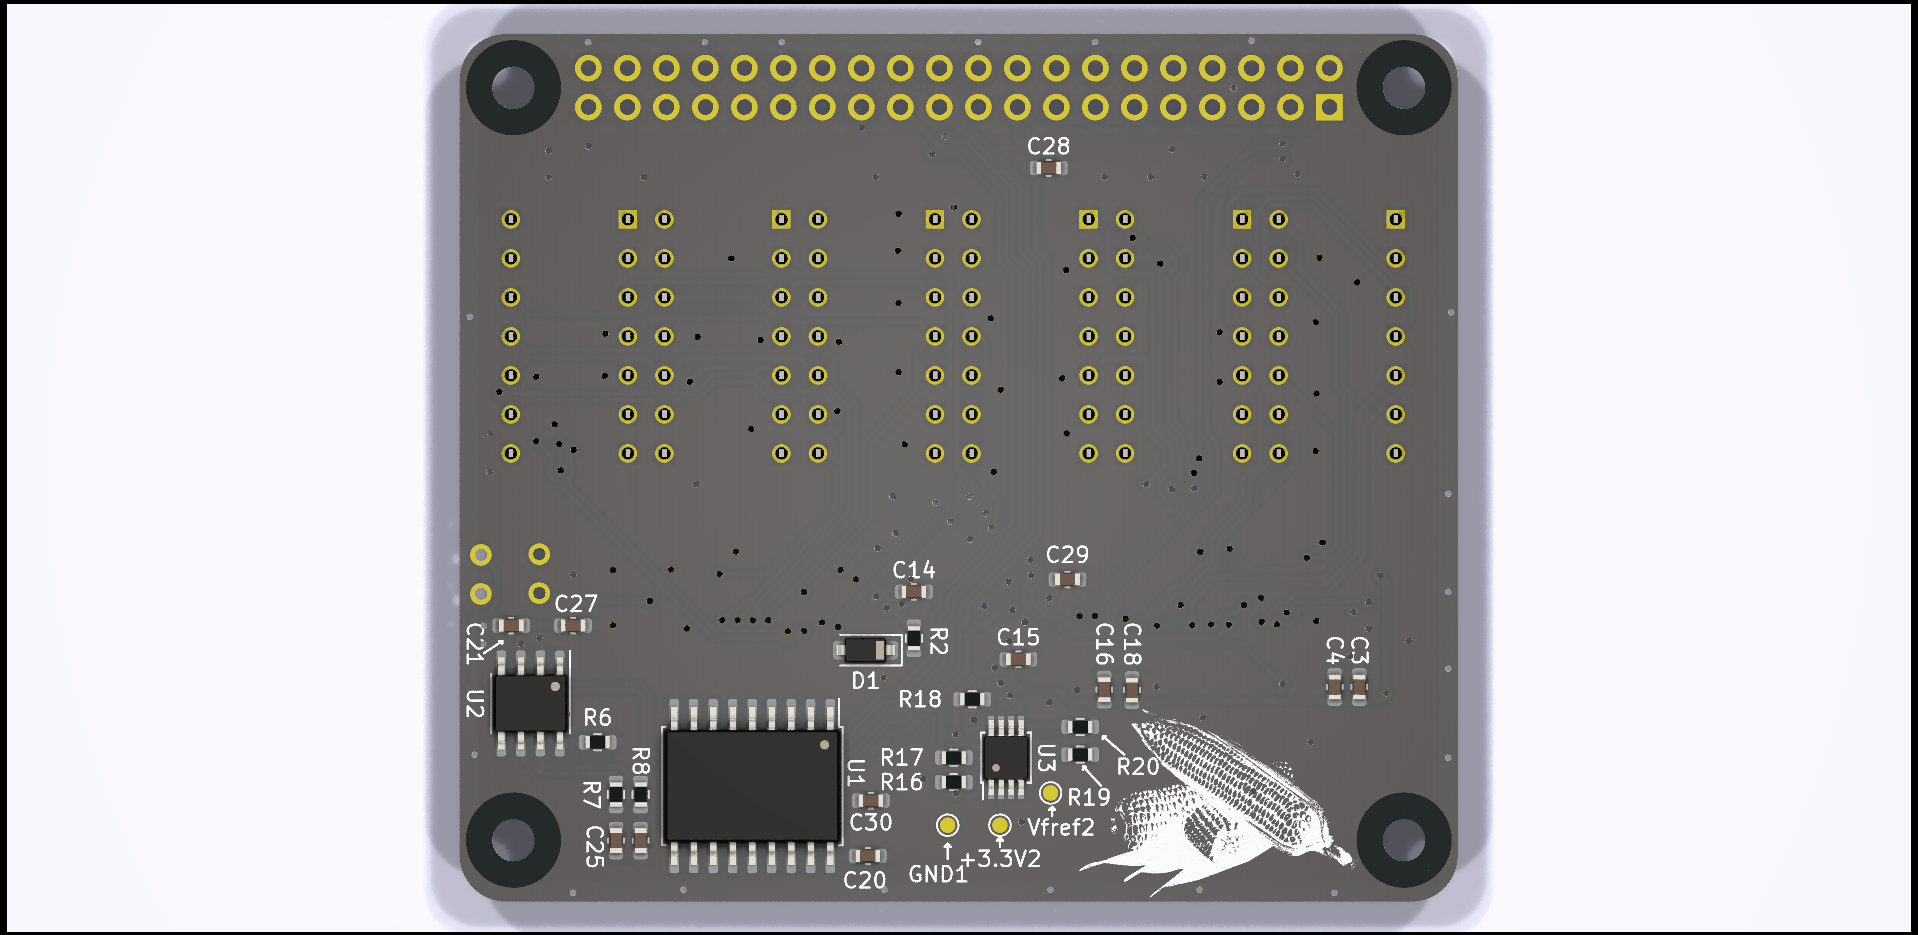 C28
C14
C29
C27
C21
R2
C15
C16
C18
C4
C3
D1
U2
R18
R6
R8
U1
R17
U3
R20
R7
R16
R19
C30
Vfref2
C25
+3.3V2
GND1
C20